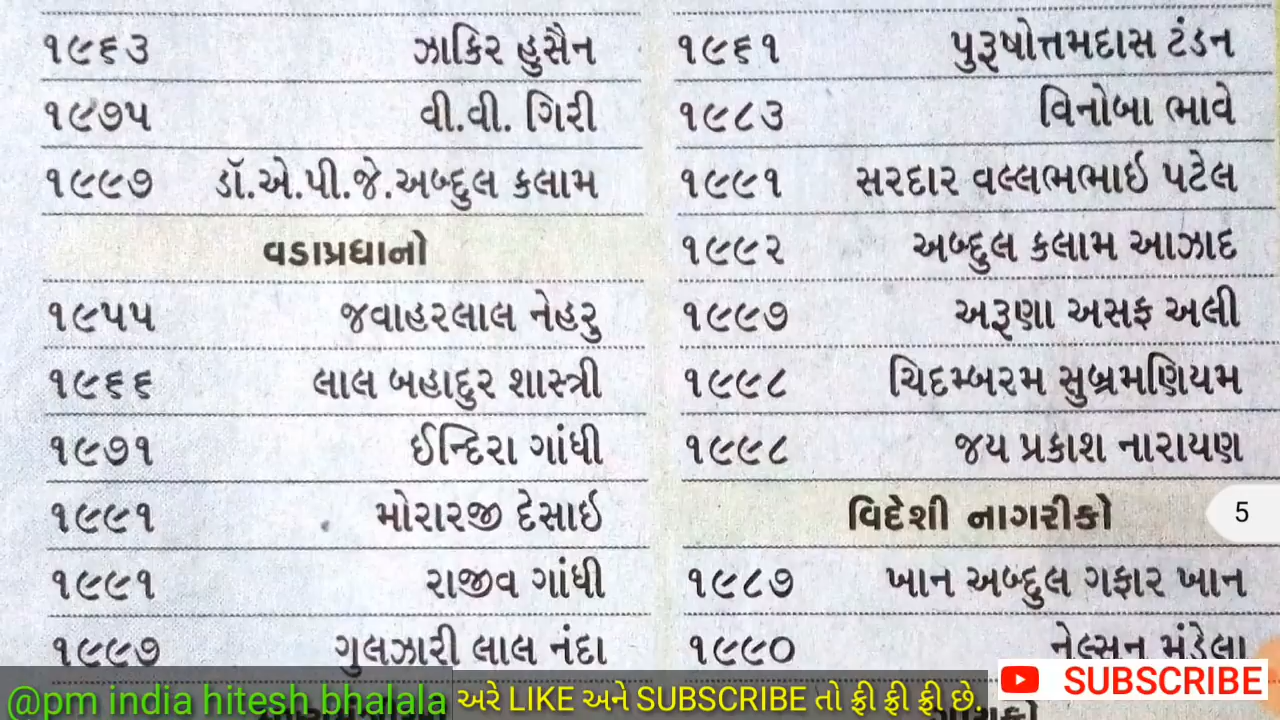 ૧૯૬૩ ઝાકિર હુસૈન
૧૯૭૫ વી.વી. ગિરી
૧૯૯૭ ડૉ.એ.પી.જે.અબ્દુલ કલામ
વડાપ્રધાનો
૧૯૫૫ જવાહરલાલ નેહરુ
૧૯૬૬ લાલ બહાદુર શાસ્ત્રી
૧૯૭૧ ઈન્દિરા ગાંધી
૧૯૯૧ મોરારજી દેસાઇ
૧૯૯૧ રાજીવ ગાંધી
૧૯૯૭ ગુલઝારી લાલ નંદા
૧૯૬૧ પુરૂષોત્તમદાસ ટંડન
૧૯૮૩ વિનોબા ભાવે
૧૯૯૧ સરદાર વલ્લભભાઇ પટેલ
૧૯૯૨ અબ્દુલ કલામ આઝાદ
૧૯૯૭ અરૂણા અસફ અલી
૧૯૯૮ ચિદમ્બરમ સુબ્રમણિયમ
૧૯૯૮ જય પ્રકાશ નારાયણ
વિદેશી નાગરીકો
૧૯૮૭ ખાન અબ્દુલ ગફાર ખાન
૧૯૯૦ નેલ્સન મંડેલા
5
@pm india hitesh bhalala અરે LIKE અને SUBSCRIBE તો ફ્રી ફ્રી ફ્રી છે.
SUBSCRIBE